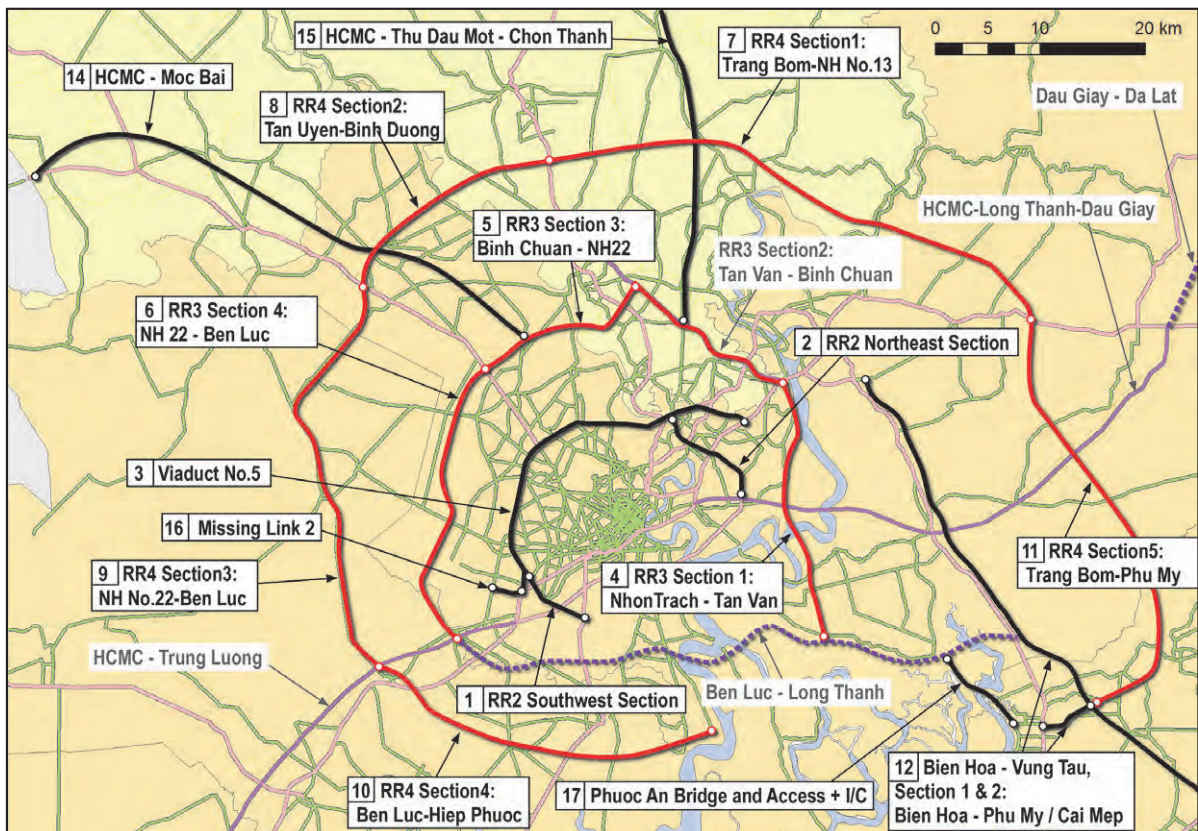 15 HCMC - Thu Dau Mot - Chon Thanh
7 RR4 Section1:
Trang Bom-NH No.13
0 5 10 20 km
14 HCMC - Moc Bai
8 RR4 Section2:
Tan Uyen-Binh Duong
Dau Giay - Da Lat
HCMC-Long Thanh-Dau Giay
5 RR3 Section 3:
Binh Chuan - NH22
RR3 Section2:
Tan Van - Binh Chuan
6 RR3 Section 4:
NH 22 - Ben Luc
2 RR2 Northeast Section
3 Viaduct No.5
16 Missing Link 2
9 RR4 Section3:
NH No.22-Ben Luc
4 RR3 Section 1:
NhonTrach - Tan Van
11 RR4 Section5:
Trang Bom-Phu My
HCMC - Trung Luong
1 RR2 Southwest Section
Ben Luc - Long Thanh
10 RR4 Section4:
Ben Luc-Hiep Phuoc
17 Phuoc An Bridge and Access + I/C
12 Bien Hoa - Vung Tau,
Section 1 & 2:
Bien Hoa - Phu My / Cai Mep